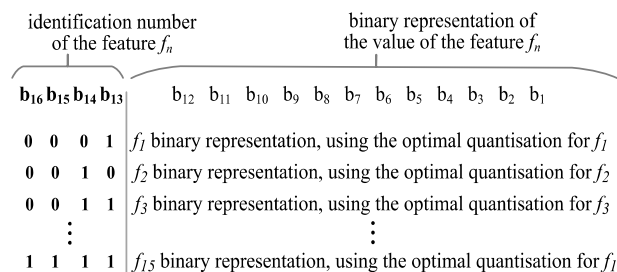 identification number binary representation of
of the feature fn the value of the feature fn
b16 b15 b14 b13 b12 b11 b10 b9 b8 b7 b6 b5 b4 b3 b2 b1
0 0 0 1 f1 binary representation, using the optimal quantisation for f1
0 0 1 0 f2 binary representation, using the optimal quantisation for f2
0 0 1 1 f3 binary representation, using the optimal quantisation for f3
⋮ ⋮
1 1 1 1 f15 binary representation, using the optimal quantisation for f1